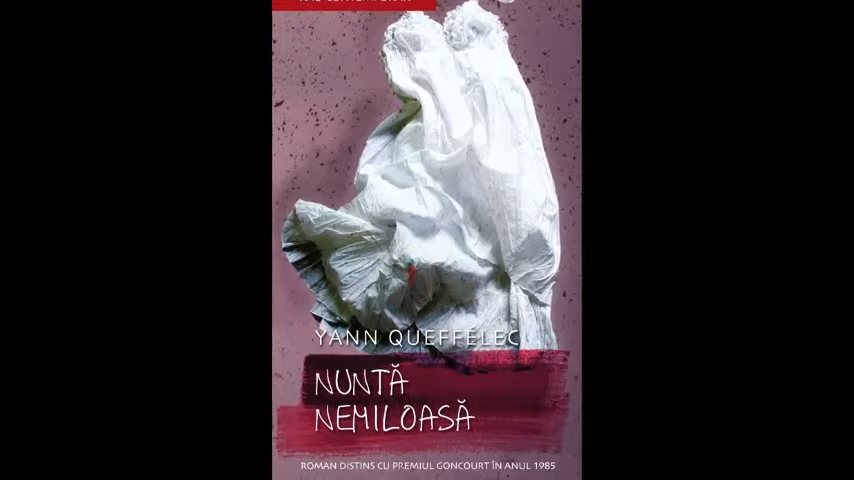 YANN QUEFFÉLEC
NUNTĂ
NEMILOASĂ
ROMAN DISTINS CU PREMIUL GONCOURT ÎN ANUL 1985